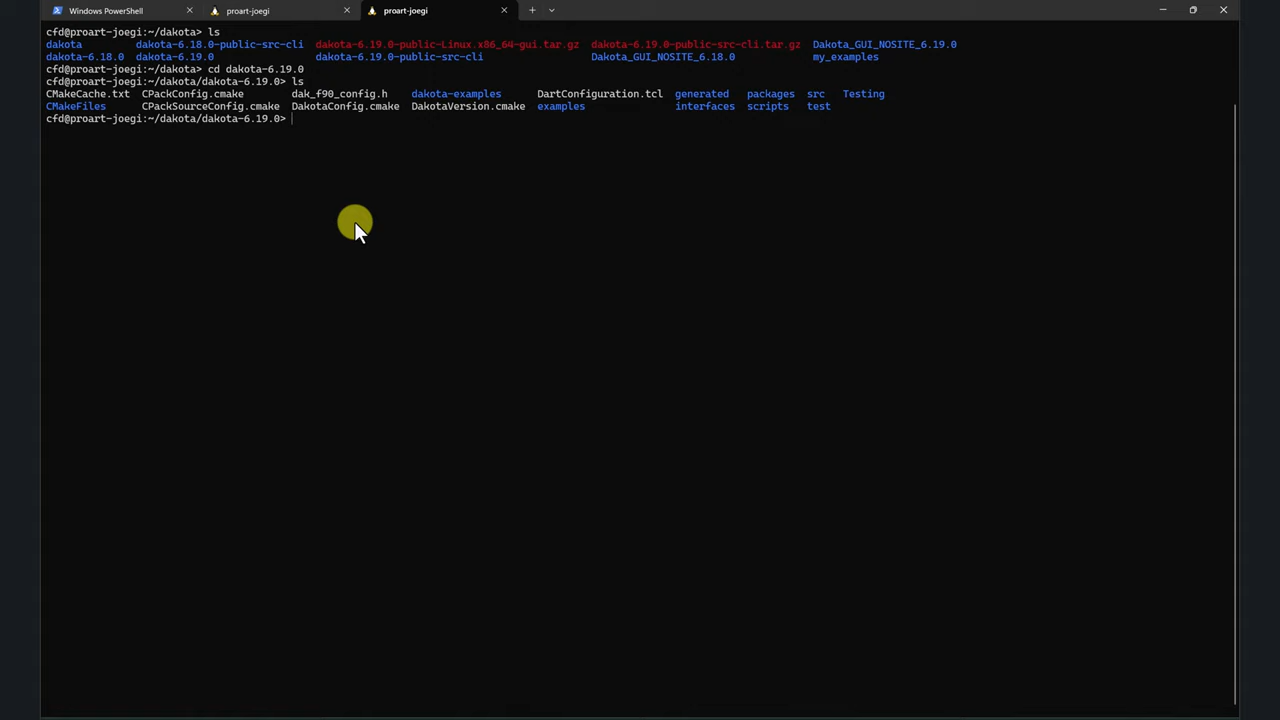 Windows PowerShell proart-joegi proart-joegi
cfd@proart-joegi:~/dakota> ls
dakota dakota-6.18.0-public-src-cli dakota-6.19.0-public-Linux.x86_64-gui.tar.gz dakota-6.19.0-public-src-cli.tar.gz Dakota_GUI_NOSITE_6.19.0
dakota-6.18.0 dakota-6.19.0 dakota-6.19.0-public-src-cli Dakota_GUI_NOSITE_6.18.0 my_examples
cfd@proart-joegi:~/dakota> cd dakota-6.19.0
cfd@proart-joegi:~/dakota/dakota-6.19.0> ls
CMakeCache.txt CPackConfig.cmake dak_f90_config.h dakota-examples DartConfiguration.tcl generated packages src Testing
CMakeFiles CPackSourceConfig.cmake DakotaConfig.cmake DakotaVersion.cmake examples interfaces scripts test
cfd@proart-joegi:~/dakota/dakota-6.19.0>